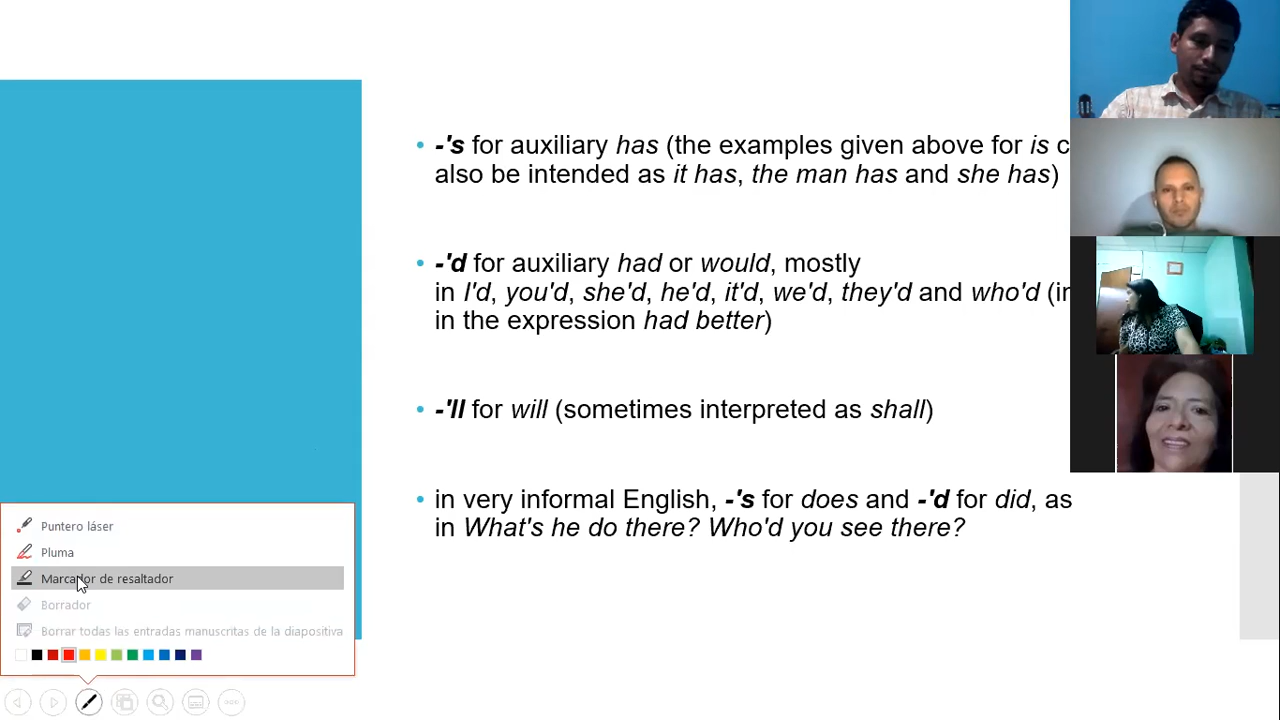 -'s for auxiliary has (the examples given above for is
also be intended as it has, the man has and she has)
-'d for auxiliary had or would, mostly
in I'd, you'd, she'd, he'd, it'd, we'd, they'd and who'd
in the expression had better)
-'ll for will (sometimes interpreted as shall)
in very informal English, -'s for does and -'d for did, as
in What's he do there? Who'd you see there?
Puntero láser
Pluma
Marcador de resaltador
Borrador
Borrar todas las entradas manuscritas de la diapositiva